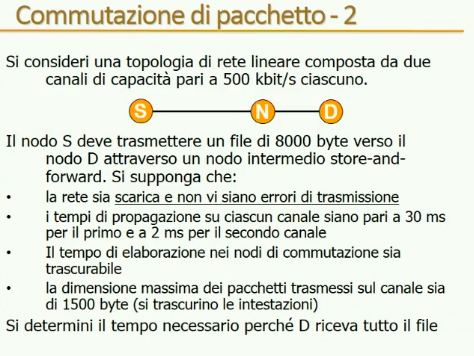 Commutazione di pacchetto - 2
Si consideri una topologia di rete lineare composta da due
canali di capacità pari a 500 kbit/s ciascuno.
S N D
Il nodo S deve trasmettere un file di 8000 byte verso il
nodo D attraverso un nodo intermedio store-and-
forward. Si supponga che:
• la rete sia scarica e non vi siano errori di trasmissione
• i tempi di propagazione su ciascun canale siano pari a 30 ms
per il primo e a 2 ms per il secondo canale
• Il tempo di elaborazione nei nodi di commutazione sia
trascurabile
• la dimensione massima dei pacchetti trasmessi sul canale sia
di 1500 byte (si trascurino le intestazioni)
Si determini il tempo necessario perché D riceva tutto il file